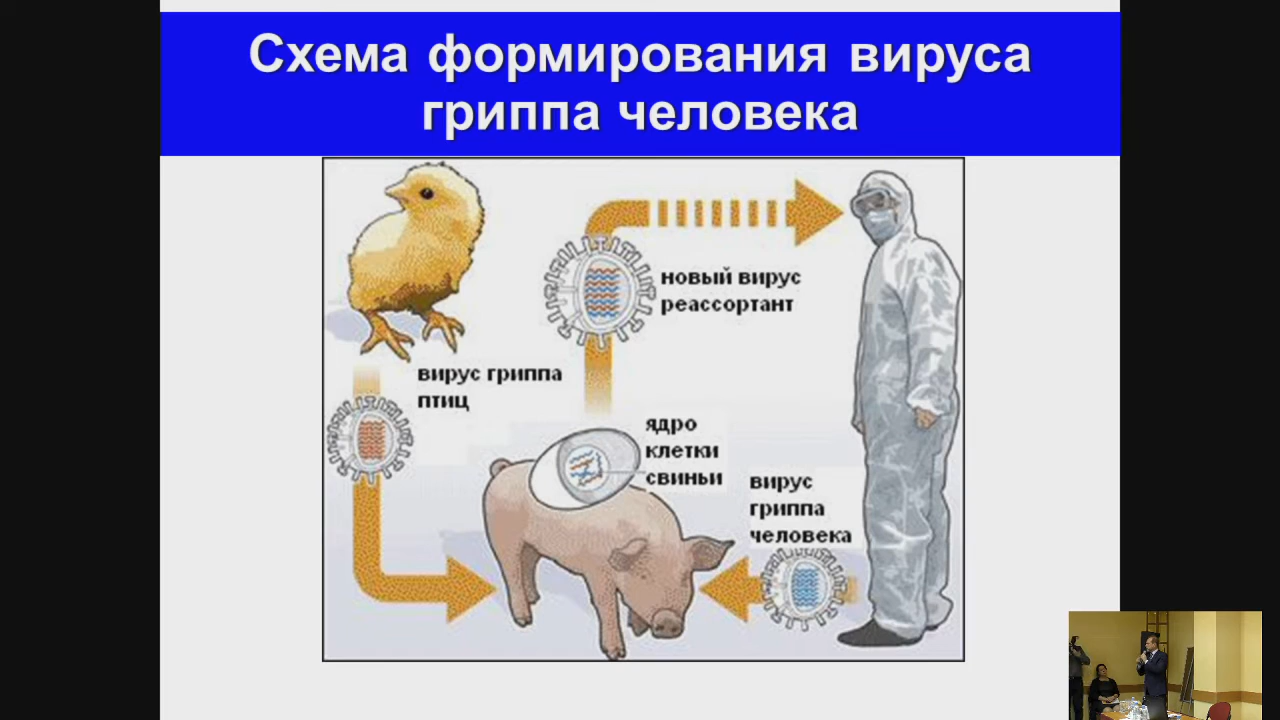 Схема формирования вируса
гриппа человека
новый вирус
реассортант
вирус гриппа
птиц
ядро
клетки
свиньи
вирус
гриппа
человека